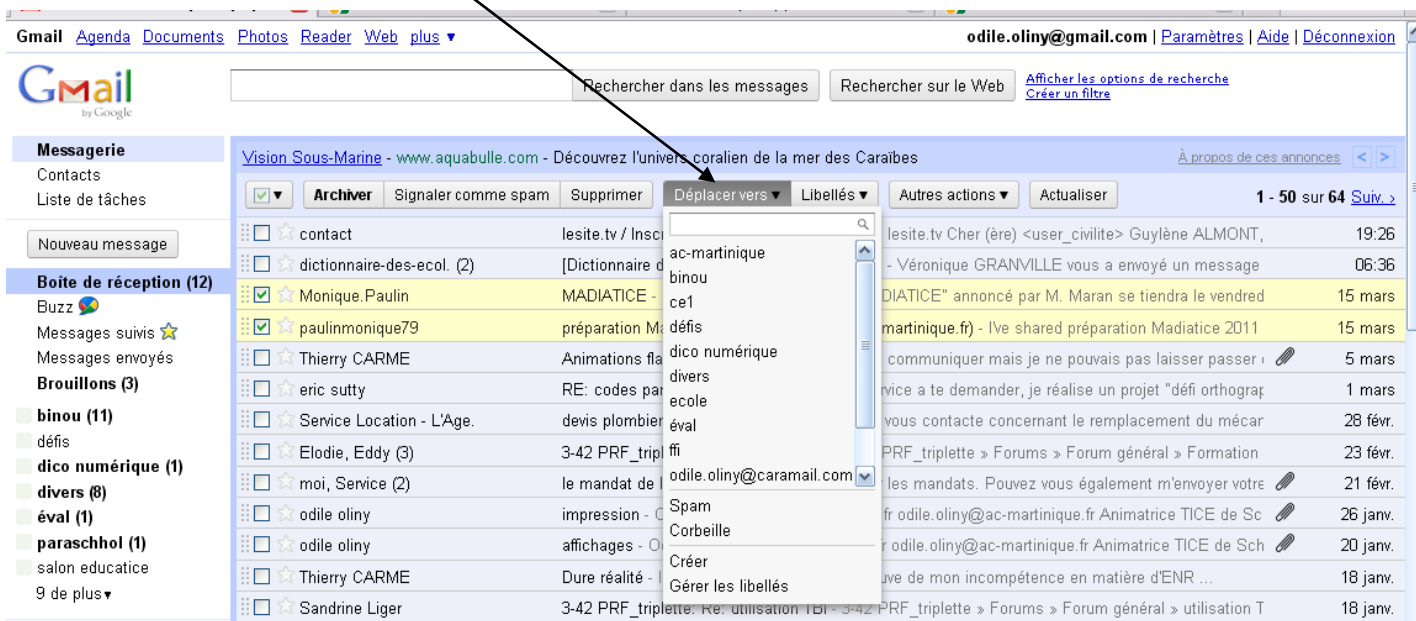 Gmail Agenda Documents Photos Reader Web plus ▼ odile.oliny@gmail.com | Paramètres | Aide | Déconnexion
Gmail by Google
Rechercher dans les messages Rechercher sur le Web Afficher les options de recherche
Créer un filtre
Messagerie
Contacts
Liste de tâches
Nouveau message
Boîte de réception (12)
Buzz
Messages suivis
Messages envoyés
Brouillons (3)
binou (11)
défis
dico numérique (1)
divers (8)
éval (1)
paraschhol (1)
salon educatice
9 de plus ▼
Vision Sous-Marine - www.aquabulle.com - Découvrez l'univers coralien de la mer des Caraïbes À propos de ces annonces < >
▼ Archiver Signaler comme spam Supprimer Déplacer vers ▼ Libellés ▼ Autres actions ▼ Actualiser 1 - 50 sur 64 Suiv. ›
contact lesite.tv / Inscr lesite.tv Cher (ère) <user_civilite> Guylène ALMONT, 19:26
dictionnaire-des-ecol. (2) [Dictionnaire d - Véronique GRANVILLE vous a envoyé un message 06:36
Monique.Paulin MADIATICE - DIATICE" annoncé par M. Maran se tiendra le vendred 15 mars
paulinmonique79 préparation Ma martinique.fr) - I've shared préparation Madiatice 2011 15 mars
Thierry CARME Animations fla communiquer mais je ne pouvais pas laisser passer 5 mars
eric sutty RE: codes par vice a te demander, je réalise un projet "défi orthograp 1 mars
Service Location - L'Age. devis plombier vous contacte concernant le remplacement du mécar 28 févr.
Elodie, Eddy (3) 3-42 PRF_tripl PRF_triplette » Forums » Forum général » Formation 23 févr.
moi, Service (2) le mandat de l les mandats. Pouvez vous également m'envoyer votre 21 févr.
odile oliny impression - O fr odile.oliny@ac-martinique.fr Animatrice TICE de Sc 26 janv.
odile oliny affichages - O r odile.oliny@ac-martinique.fr Animatrice TICE de Sch 20 janv.
Thierry CARME Dure réalité - uve de mon incompétence en matière d'ENR ... 18 janv.
Sandrine Liger 3-42 PRF_triplette: Re: utilisation TBI - 3-42 PRF_triplette » Forums » Forum général » utilisation T 18 janv.
ac-martinique
binou
ce1
défis
dico numérique
divers
ecole
éval
ffi
odile.oliny@caramail.com
Spam
Corbeille
Créer
Gérer les libellés